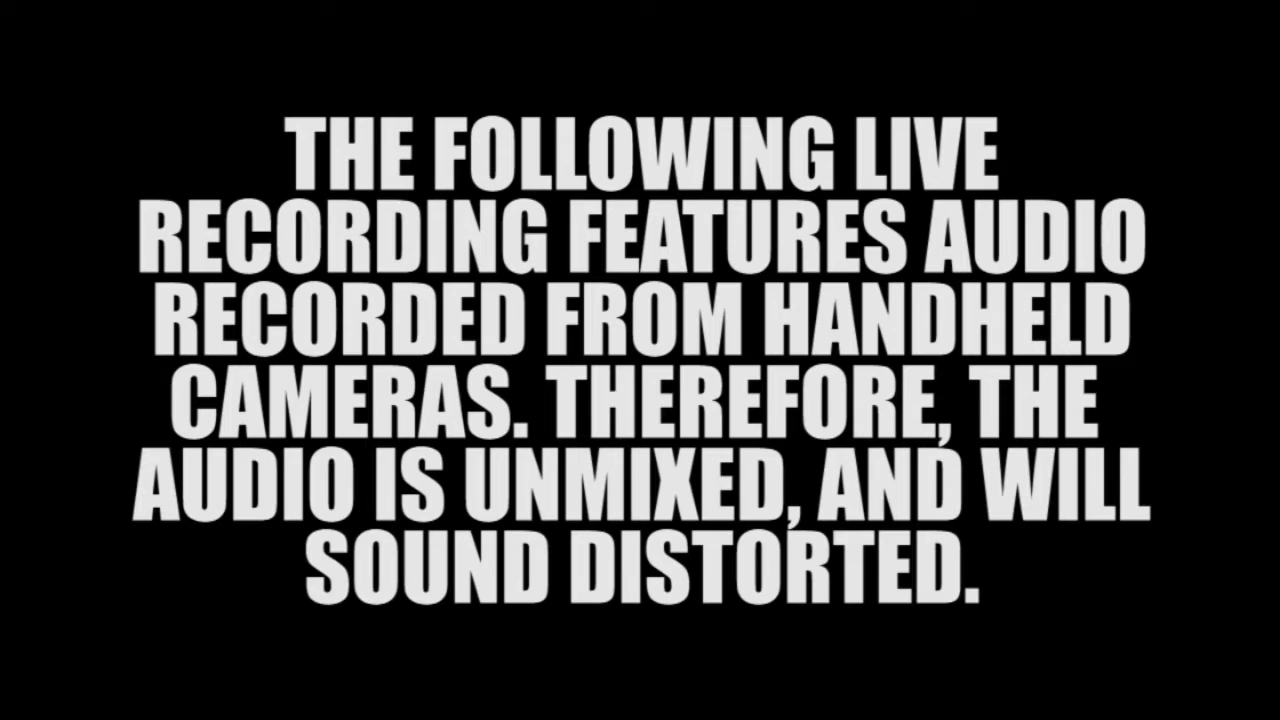 THE FOLLOWING LIVE
RECORDING FEATURES AUDIO
RECORDED FROM HANDHELD
CAMERAS. THEREFORE, THE
AUDIO IS UNMIXED, AND WILL
SOUND DISTORTED.